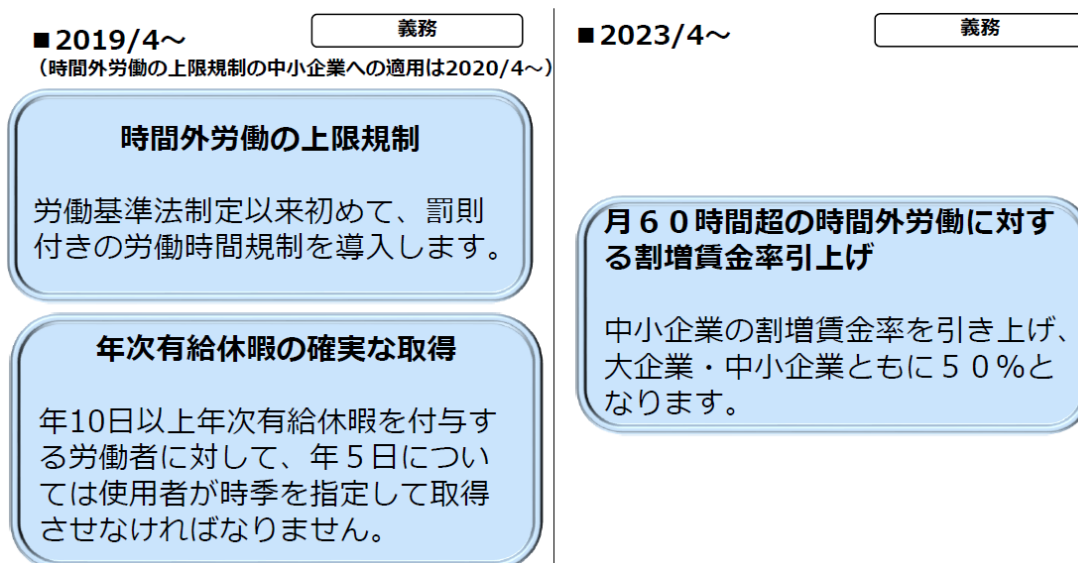 ■2019/4～
義務
（時間外労働の上限規制の中小企業への適用は2020/4～）
時間外労働の上限規制
労働基準法制定以来初めて、罰則
付きの労働時間規制を導入します。
年次有給休暇の確実な取得
年10日以上年次有給休暇を付与す
る労働者に対して、年５日につい
ては使用者が時季を指定して取得
させなければなりません。
■2023/4～
義務
月６０時間超の時間外労働に対す
る割増賃金率引上げ
中小企業の割増賃金率を引き上げ、
大企業・中小企業ともに５０％と
なります。